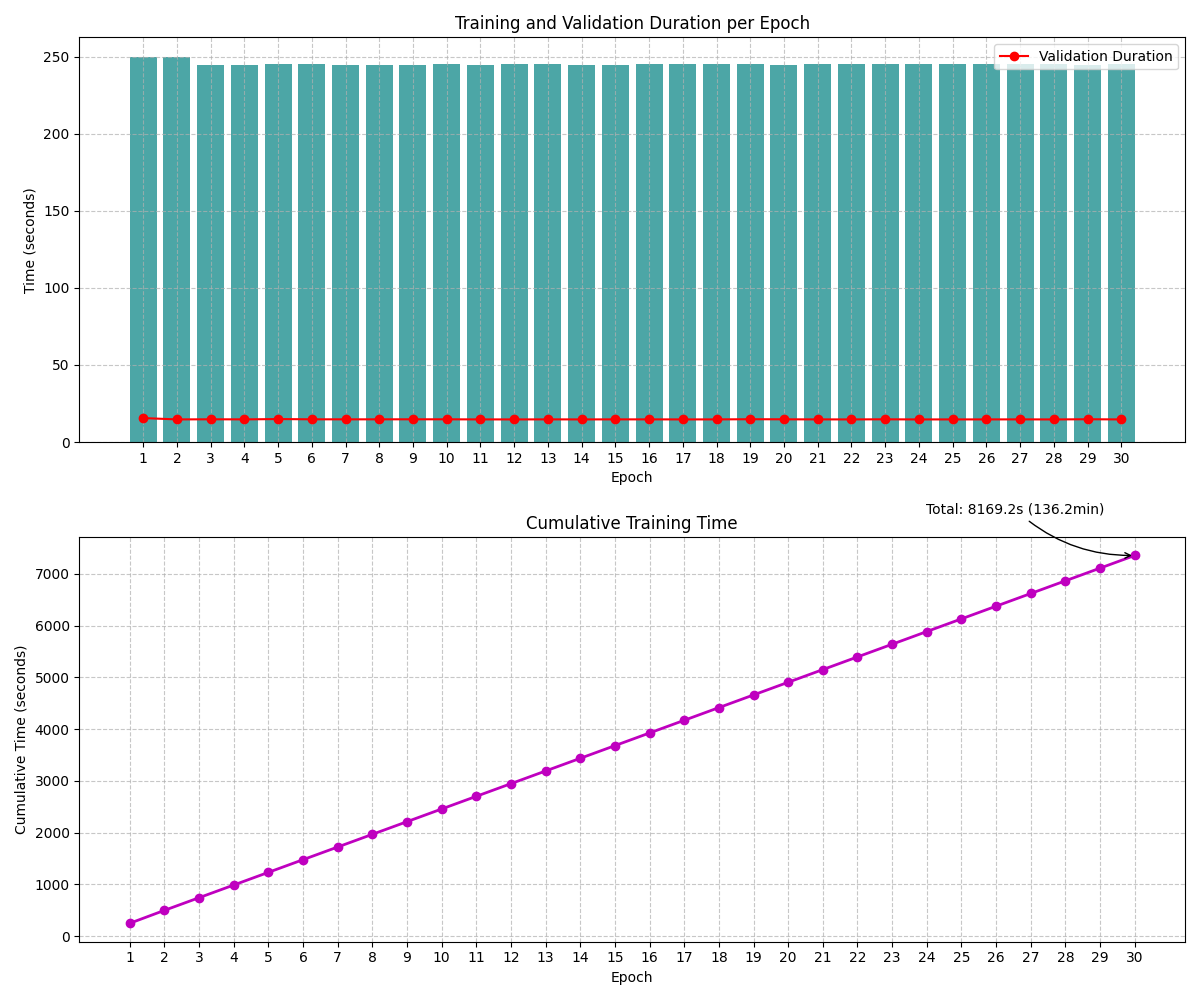 Training and Validation Duration per Epoch
Validation Duration
250
200
150
100
50
0
Time (seconds)
1 2 3 4 5 6 7 8 9 10 11 12 13 14 15 16 17 18 19 20 21 22 23 24 25 26 27 28 29 30
Epoch
Total: 8169.2s (136.2min)
Cumulative Training Time
7000
6000
5000
4000
3000
2000
1000
0
Cumulative Time (seconds)
1 2 3 4 5 6 7 8 9 10 11 12 13 14 15 16 17 18 19 20 21 22 23 24 25 26 27 28 29 30
Epoch